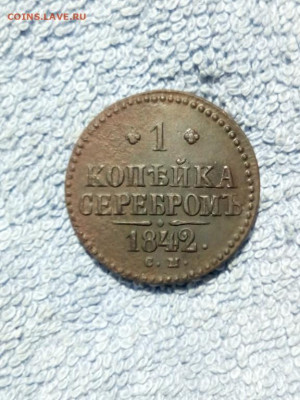 COINS.LAVE.RU
1
КОПѢЙКА
СЕРЕБРОМЪ
1842.
С. М.